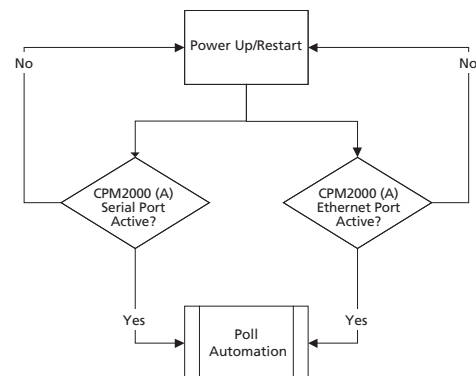 Power Up/Restart
No
No
CPM2000 (A)
Serial Port
Active?
CPM2000 (A)
Ethernet Port
Active?
Yes
Yes
Poll
Automation